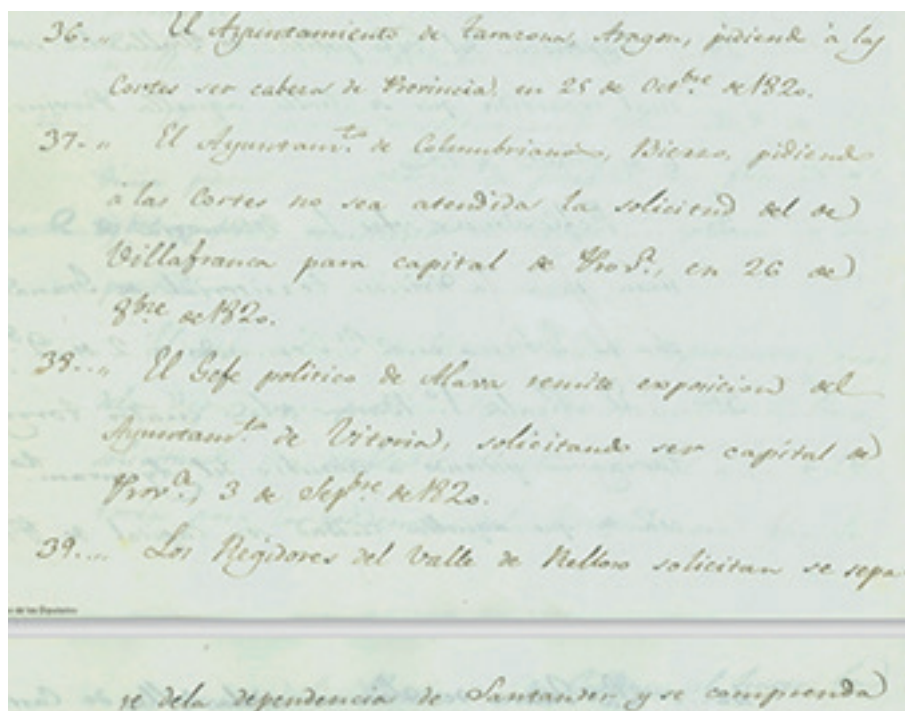 36.,, El Ayuntamiento de Tarazona, Aragon, pidiendo à las
Cortes ser cabeza de Provincia, en 25 de Octbre de 1820.
37.. ,, El Ayuntamto de Columbrianos, Bierzo, pidiendo
à las Cortes no sea atendida la solicitud del de
Villafranca para capital de Prova, en 26 de
8bre de 1820.
38..,, El Gefe politico de Alava remite exposicion del
Ayuntamto de Vitoria, solicitando ser capital de
Prova, 3 de Sepbre de 1820.
39.... Los Regidores del Valle de solicitan se sepa
de los Diputados
re dela dependencia de Santander y se comprenda